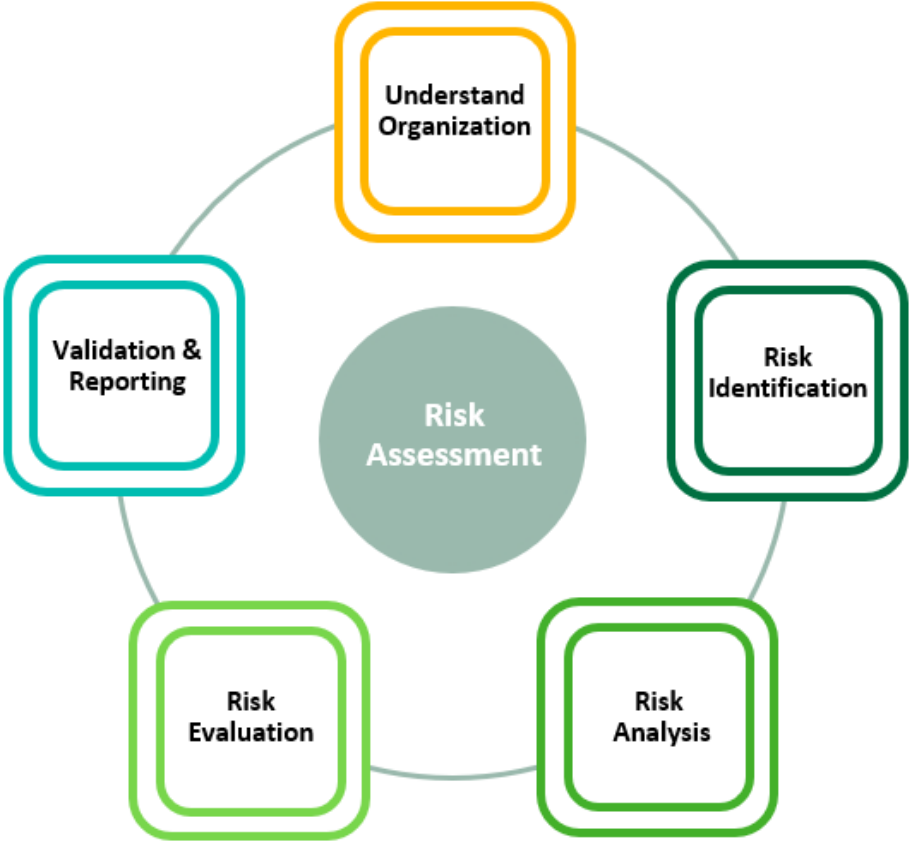 Understand
Organization
Risk
Identification
Risk
Analysis
Risk
Evaluation
Validation &
Reporting
Risk
Assessment